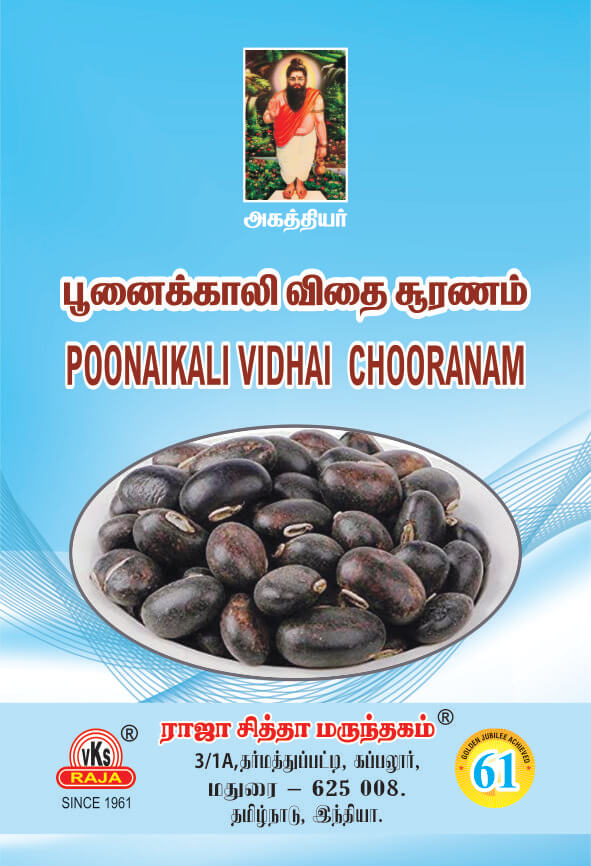 அகத்தியர்
பூனைக்காலி விதை சூரணம்
POONAIKALI VIDHAI CHOORANAM
ராஜா சித்தா மருந்தகம்®
3/1A,தர்மத்துப்பட்டி, கப்பலூர்,
மதுரை – 625 008.
தமிழ்நாடு, இந்தியா.
VKS ®
RAJA
SINCE 1961
GOLDEN JUBILEE ACHIEVED
61